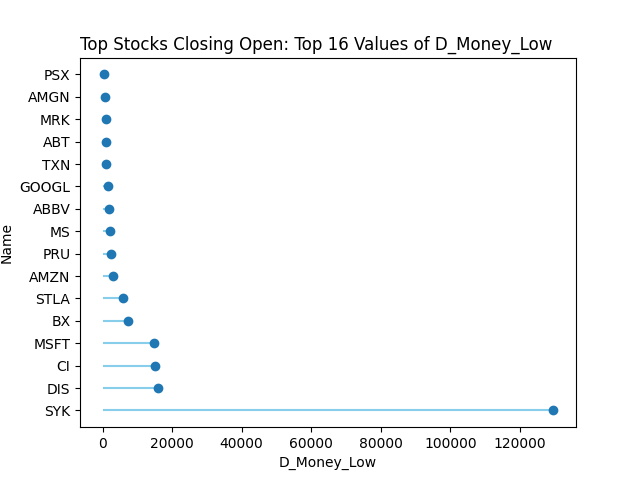 Top Stocks Closing Open: Top 16 Values of D_Money_Low
PSX
AMGN
MRK
ABT
TXN
GOOGL
ABBV
MS
PRU
AMZN
STLA
BX
MSFT
CI
DIS
SYK
Name
0 20000 40000 60000 80000 100000 120000
D_Money_Low